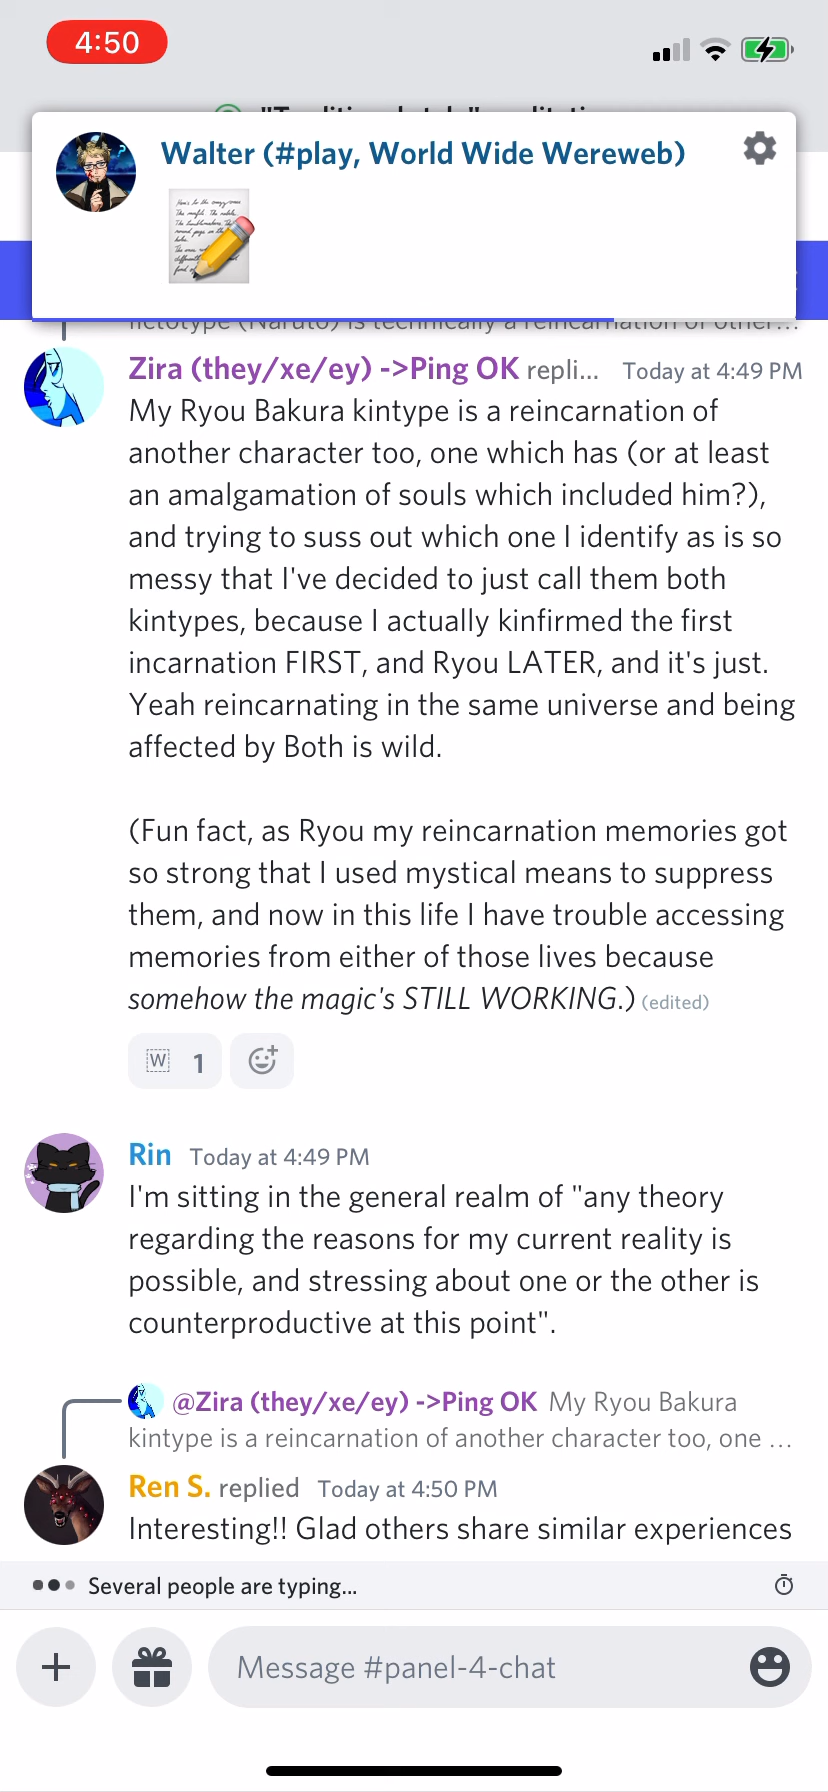 4:50
Walter (#play, World Wide Wereweb)
Zira (they/xe/ey) ->Ping OK repli... Today at 4:49 PM
My Ryou Bakura kintype is a reincarnation of
another character too, one which has (or at least
an amalgamation of souls which included him?),
and trying to suss out which one I identify as is so
messy that I've decided to just call them both
kintypes, because I actually kinfirmed the first
incarnation FIRST, and Ryou LATER, and it's just.
Yeah reincarnating in the same universe and being
affected by Both is wild.
(Fun fact, as Ryou my reincarnation memories got
so strong that I used mystical means to suppress
them, and now in this life I have trouble accessing
memories from either of those lives because
somehow the magic's STILL WORKING.) (edited)
W 1
Rin Today at 4:49 PM
I'm sitting in the general realm of "any theory
regarding the reasons for my current reality is
possible, and stressing about one or the other is
counterproductive at this point".
@Zira (they/xe/ey) ->Ping OK My Ryou Bakura
kintype is a reincarnation of another character too, one ...
Ren S. replied Today at 4:50 PM
Interesting!! Glad others share similar experiences
Several people are typing...
Message #panel-4-chat